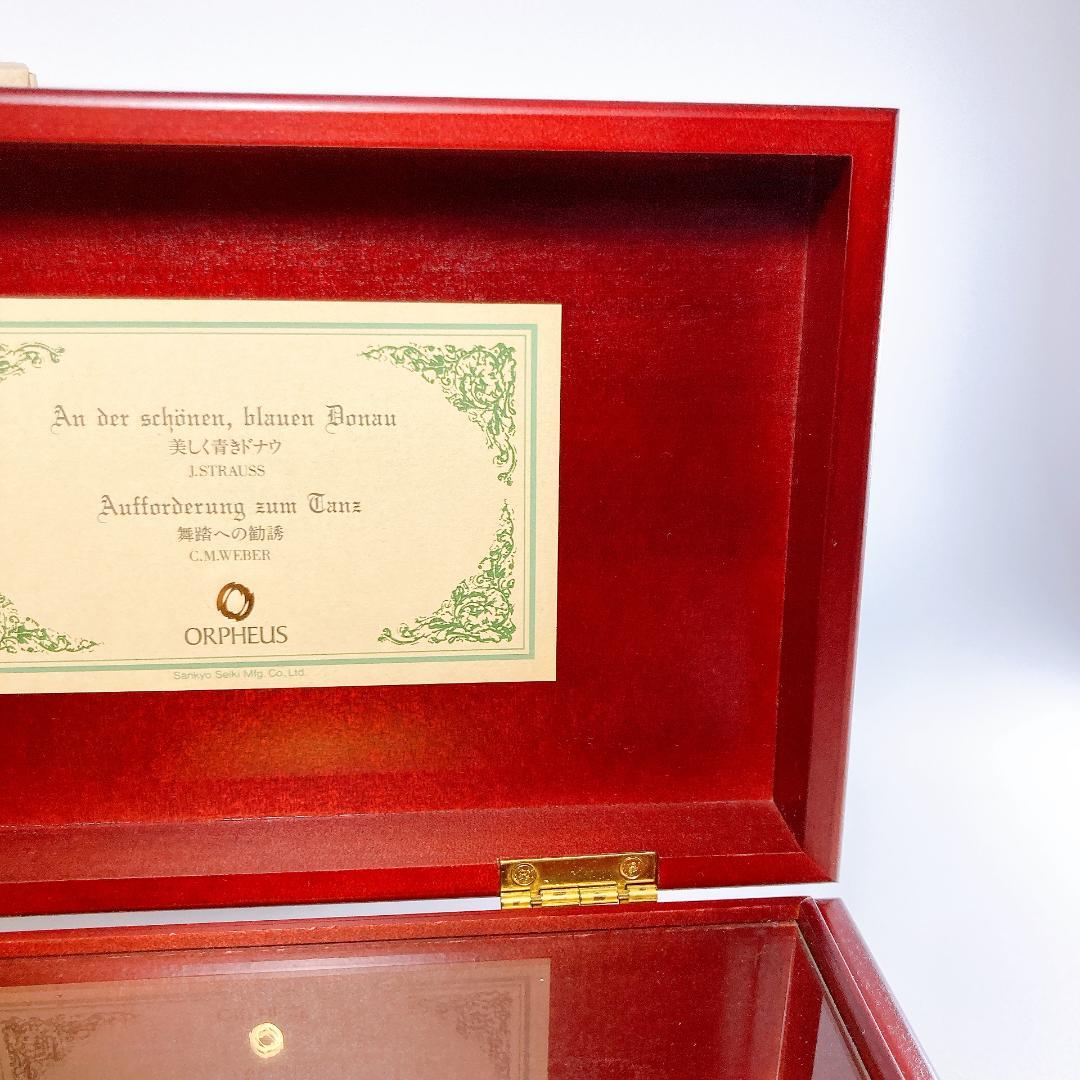 An der schönen, blauen Donau
美しく青きドナウ
J.STRAUSS
Aufforderung zum Tanz
舞踏への勧誘
C.M.WEBER
ORPHEUS
Sankyo Seiki Mfg. Co., Ltd.